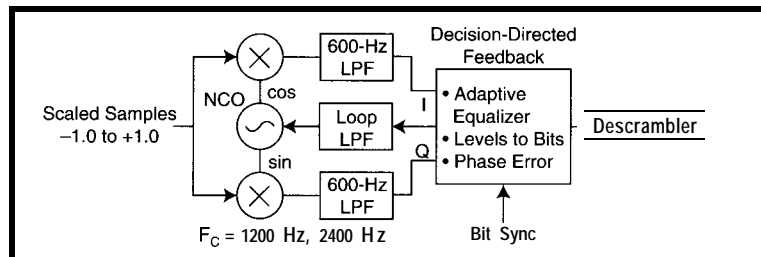 Decision-Directed
Feedback
600-Hz
LPF
NCO
cos
I
Scaled Samples
–1.0 to +1.0
Loop
LPF
• Adaptive
Equalizer
• Levels to Bits
• Phase Error
Descrambler
sin
Q
600-Hz
LPF
FC = 1200 Hz, 2400 Hz
Bit Sync